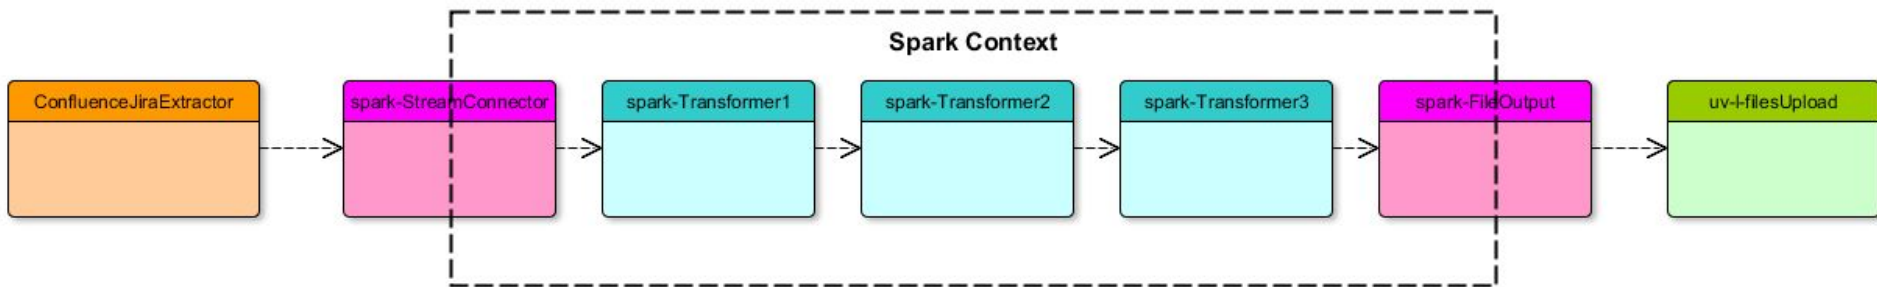 Spark Context
ConfluenceJiraExtractor
spark-StreamConnector
spark-Transformer1
spark-Transformer2
spark-Transformer3
spark-FileOutput
uv-l-filesUpload